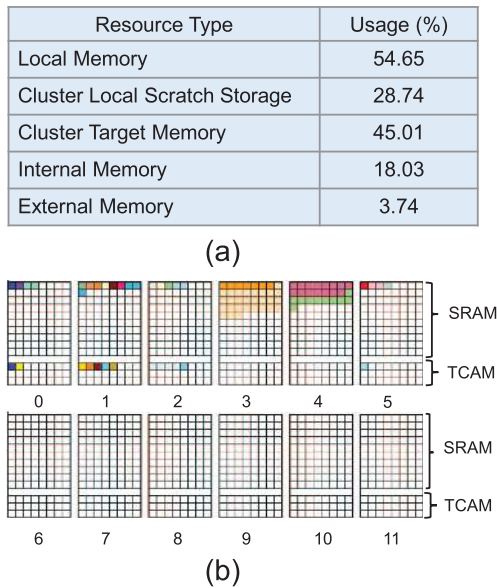 Resource Type Usage (%)
Local Memory 54.65
Cluster Local Scratch Storage 28.74
Cluster Target Memory 45.01
Internal Memory 18.03
External Memory 3.74
(a)
SRAM
TCAM
0 1 2 3 4 5
SRAM
TCAM
6 7 8 9 10 11
(b)